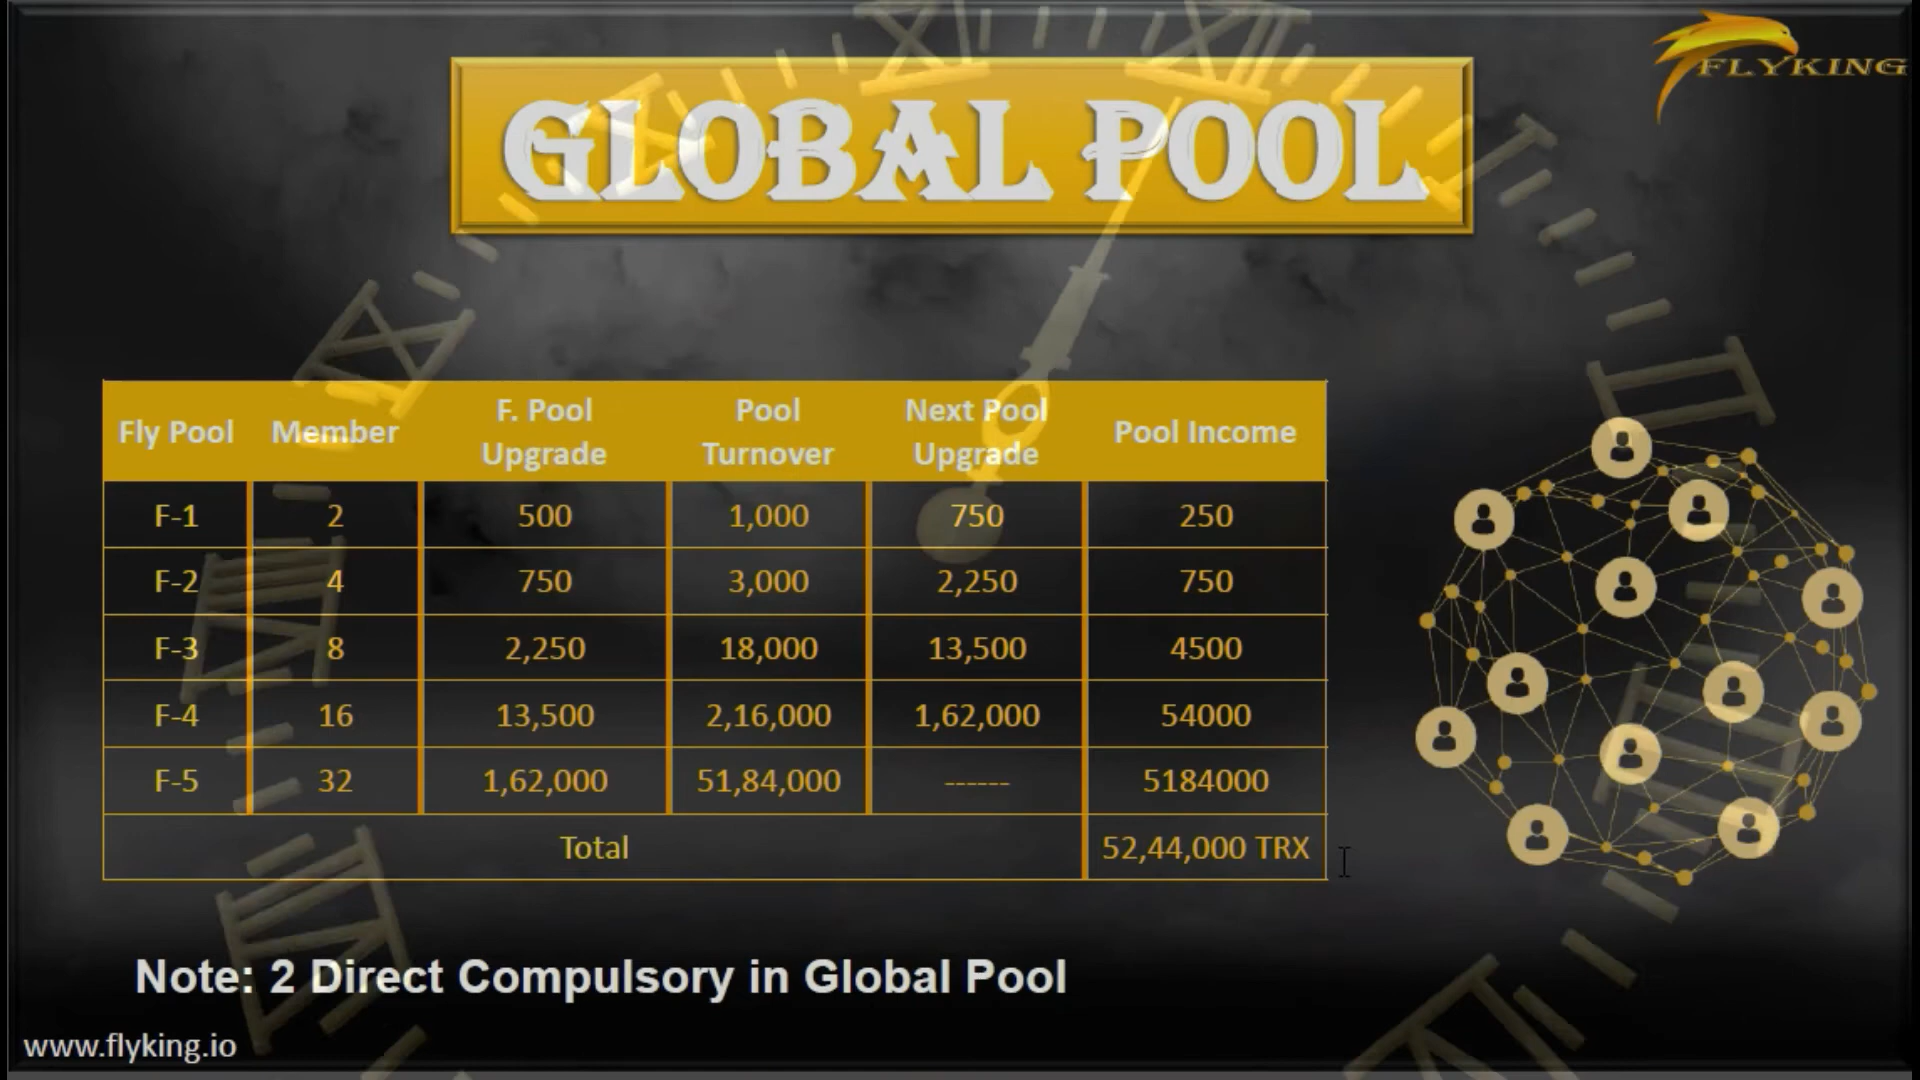 FLYKING
GLOBAL POOL
Fly Pool Member F. Pool Upgrade Pool Turnover Next Pool Upgrade Pool Income
F-1 2 500 1,000 750 250
F-2 4 750 3,000 2,250 750
F-3 8 2,250 18,000 13,500 4500
F-4 16 13,500 2,16,000 1,62,000 54000
F-5 32 1,62,000 51,84,000 ------ 5184000
Total 52,44,000 TRX
Note: 2 Direct Compulsory in Global Pool
www.flyking.io